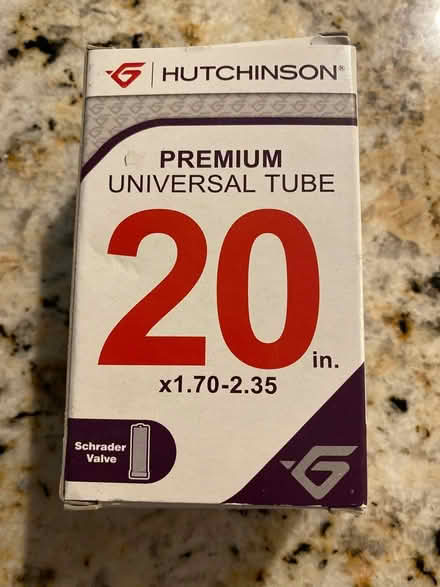 HUTCHINSON®
PREMIUM
UNIVERSAL TUBE
20 in.
x1.70-2.35
Schrader
Valve